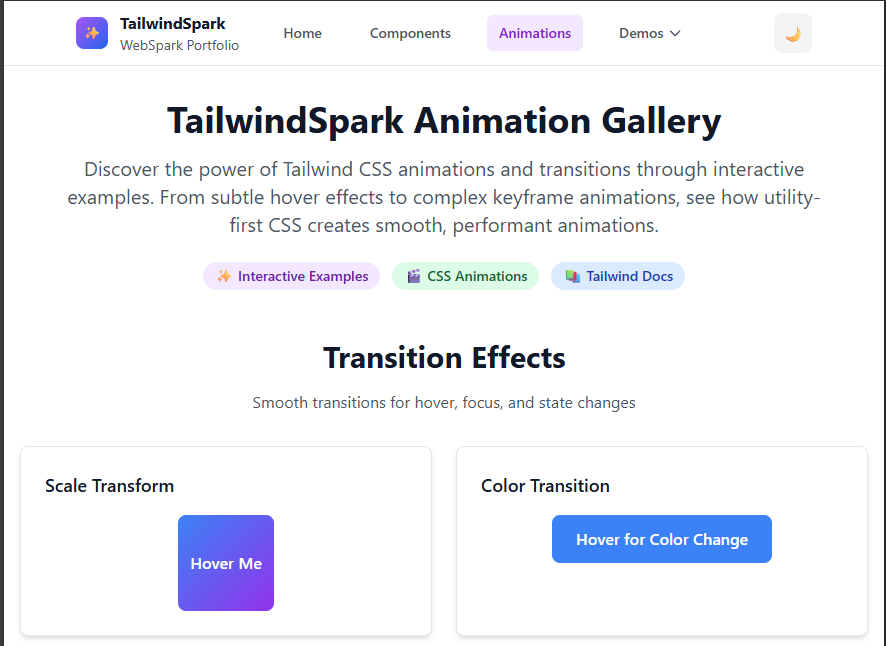 TailwindSpark
WebSpark Portfolio
Home
Components
Animations
Demos
TailwindSpark Animation Gallery
Discover the power of Tailwind CSS animations and transitions through interactive
examples. From subtle hover effects to complex keyframe animations, see how utility-
first CSS creates smooth, performant animations.
✨ Interactive Examples
🎬 CSS Animations
📚 Tailwind Docs
Transition Effects
Smooth transitions for hover, focus, and state changes
Scale Transform
Hover Me
Color Transition
Hover for Color Change